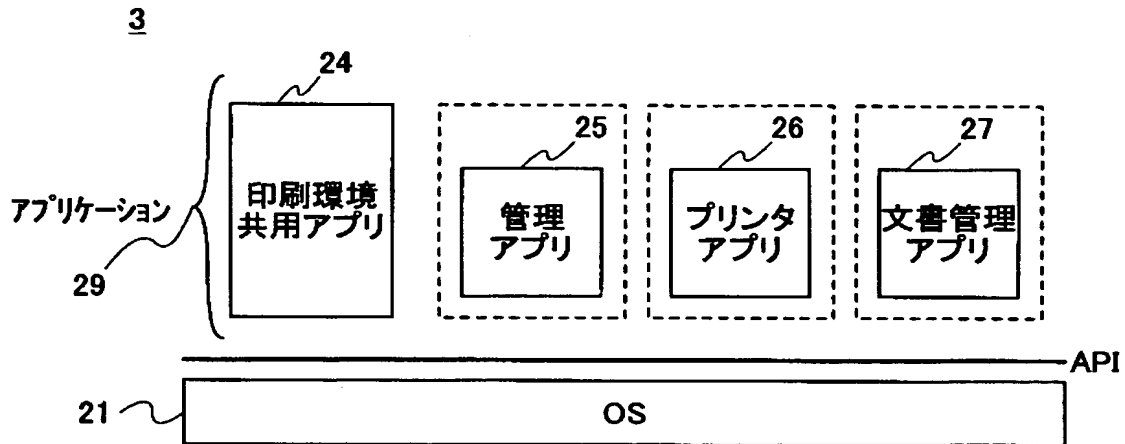 3
24
印刷環境
共用アプリ
25
管理
アプリ
26
プリンタ
アプリ
27
文書管理
アプリ
アプリケーション
29
API
21
OS